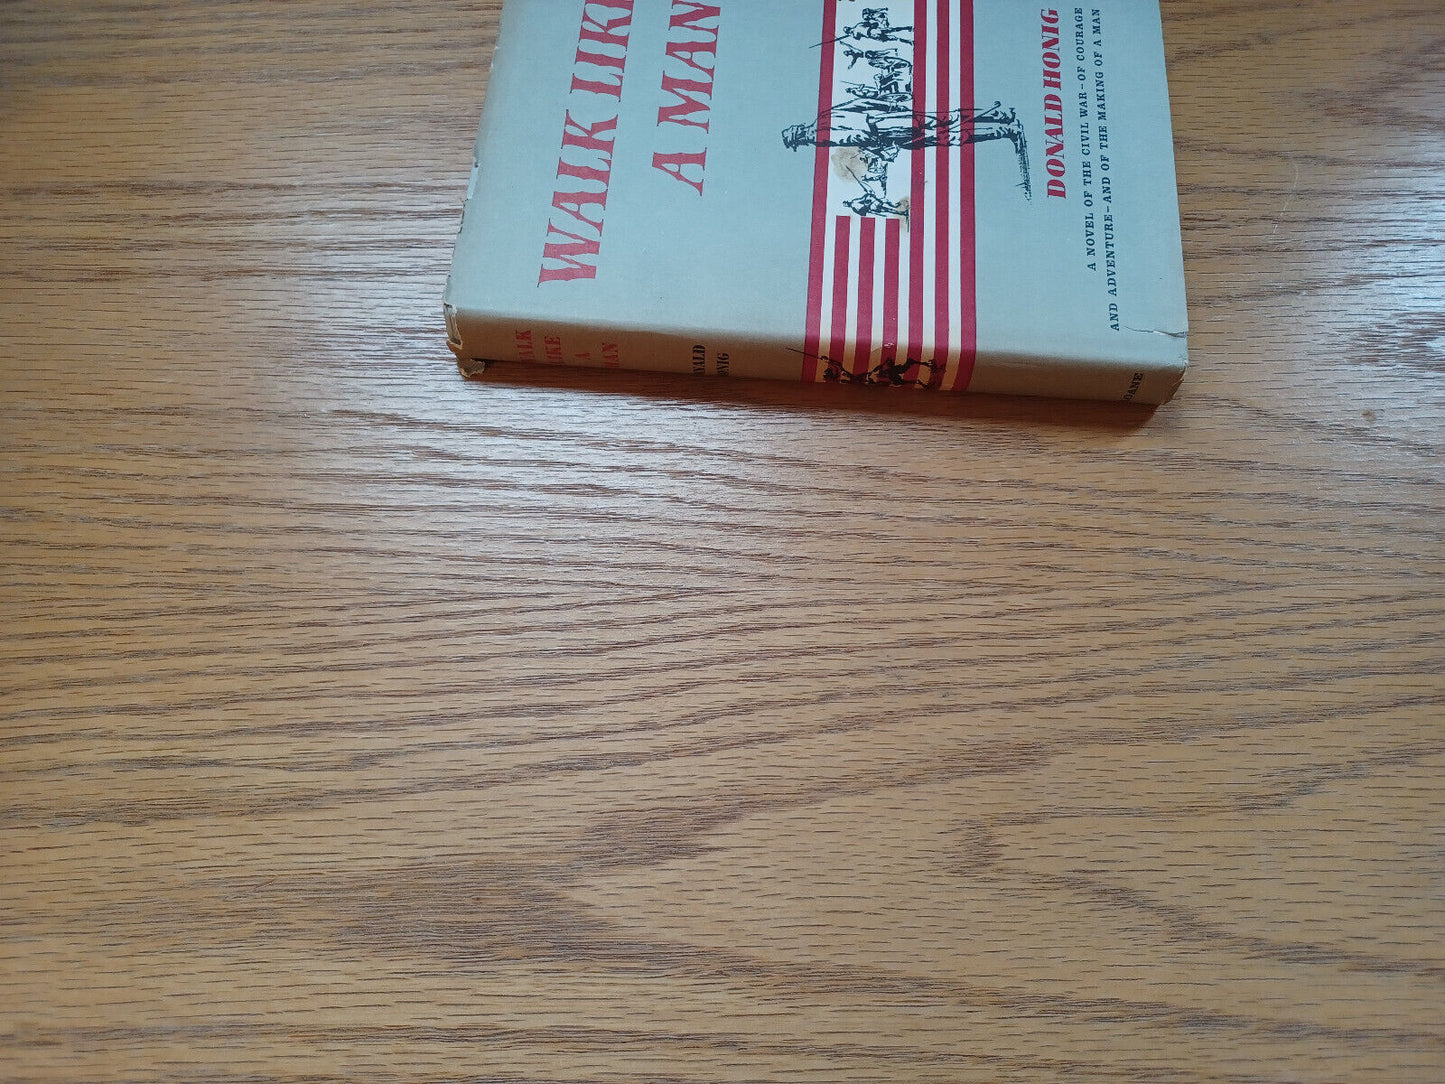 WALK LIKE
A MAN
DONALD HONIG
A NOVEL OF THE CIVIL WAR–OF COURAGE
AND ADVENTURE–AND OF THE MAKING OF A MAN
WALK
LIKE
A
MAN
DONALD
HONIG
SLOANE